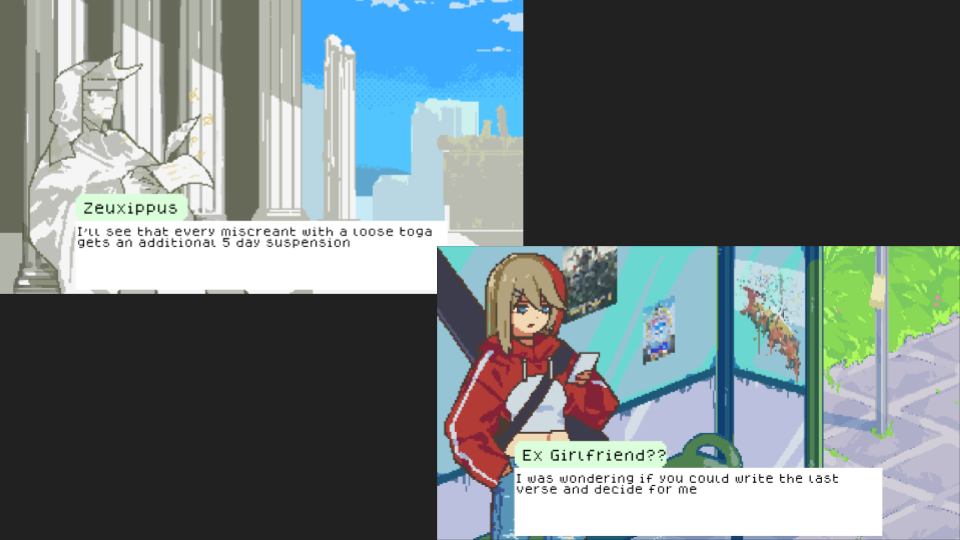 Zeuxippus
I'll see that every miscreant with a loose toga
gets an additional 5 day suspension
Ex Girlfriend??
I was wondering if you could write the last
verse and decide for me